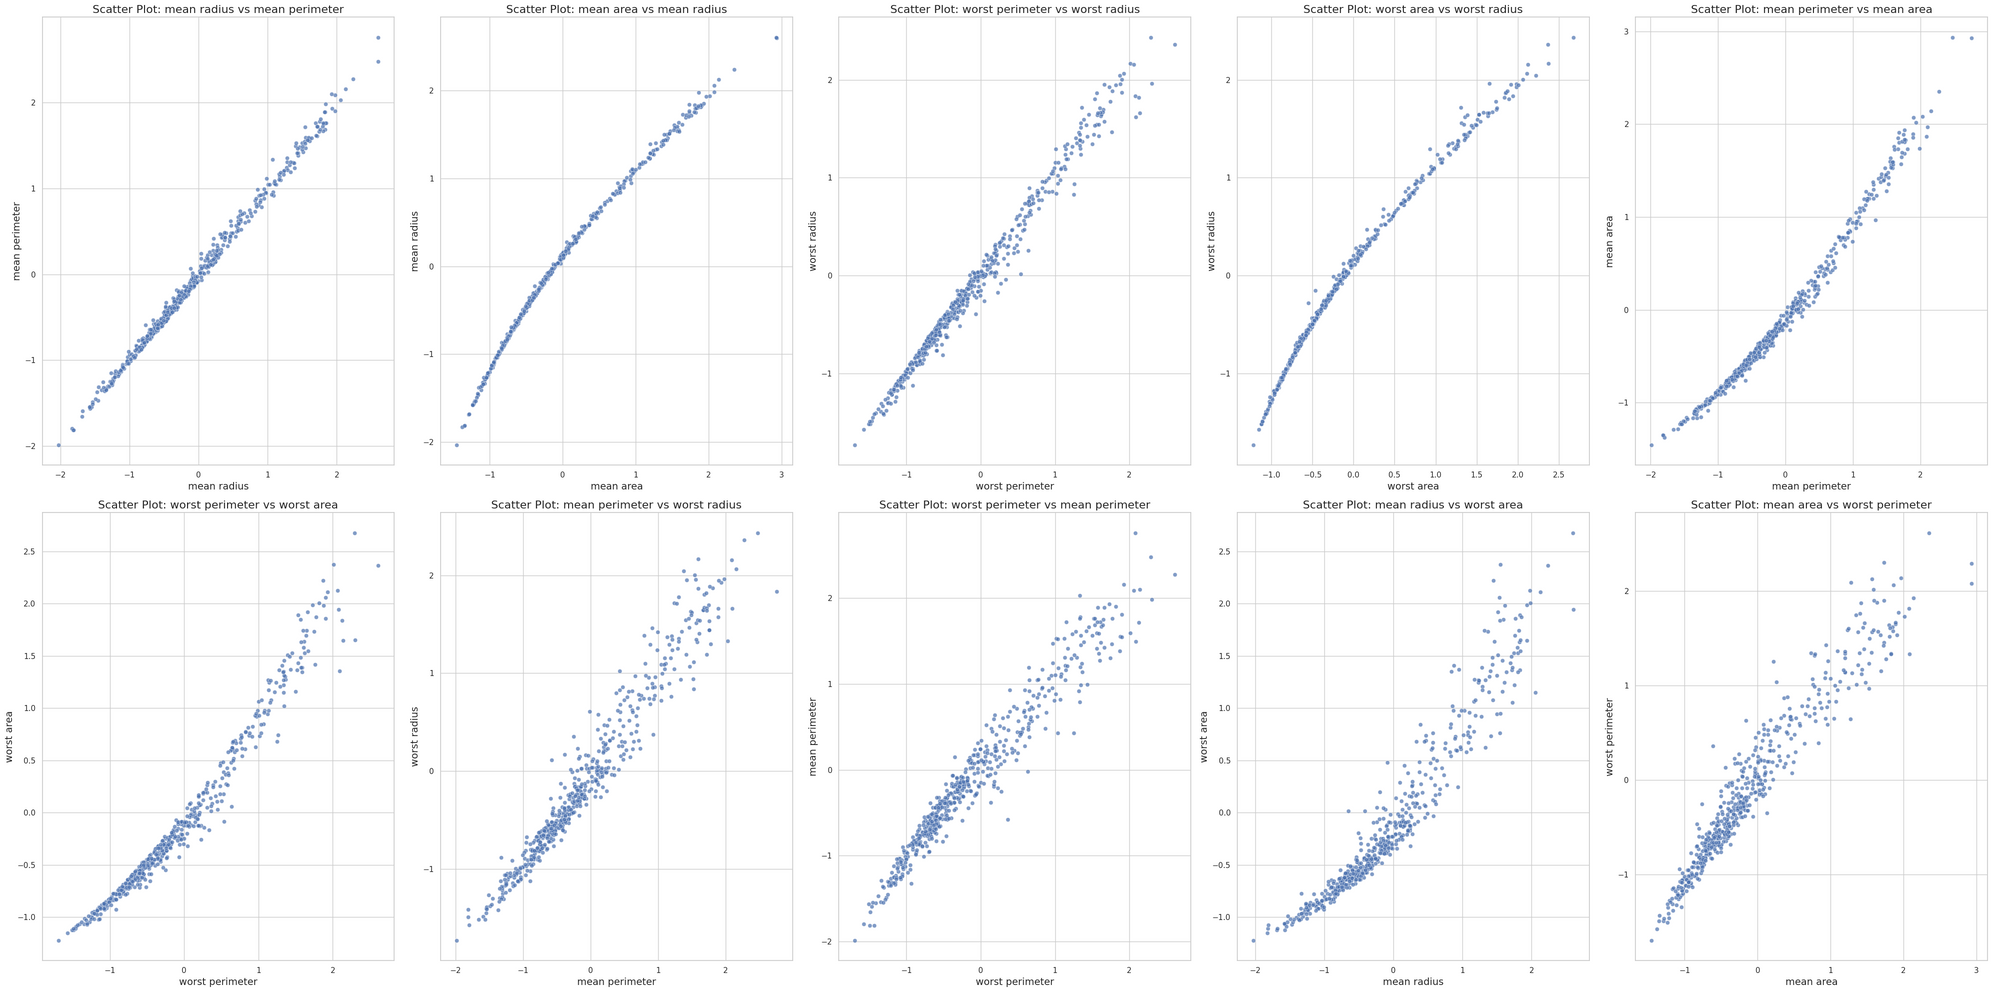 Scatter Plot: mean radius vs mean perimeter
mean perimeter
2
1
0
−1
−2
−2 −1 0 1 2
mean radius
Scatter Plot: mean area vs mean radius
mean radius
2
1
0
−1
−2
−1 0 1 2 3
mean area
Scatter Plot: worst perimeter vs worst radius
worst radius
2
1
0
−1
−1 0 1 2
worst perimeter
Scatter Plot: worst area vs worst radius
worst radius
2
1
0
−1
−1.0 −0.5 0.0 0.5 1.0 1.5 2.0 2.5
worst area
Scatter Plot: mean perimeter vs mean area
mean area
3
2
1
0
−1
−2 −1 0 1 2
mean perimeter
Scatter Plot: worst perimeter vs worst area
worst area
2.5
2.0
1.5
1.0
0.5
0.0
−0.5
−1.0
−1 0 1 2
worst perimeter
Scatter Plot: mean perimeter vs worst radius
worst radius
2
1
0
−1
−2 −1 0 1 2
mean perimeter
Scatter Plot: worst perimeter vs mean perimeter
mean perimeter
2
1
0
−1
−2
−1 0 1 2
worst perimeter
Scatter Plot: mean radius vs worst area
worst area
2.5
2.0
1.5
1.0
0.5
0.0
−0.5
−1.0
−2 −1 0 1 2
mean radius
Scatter Plot: mean area vs worst perimeter
worst perimeter
2
1
0
−1
−1 0 1 2 3
mean area